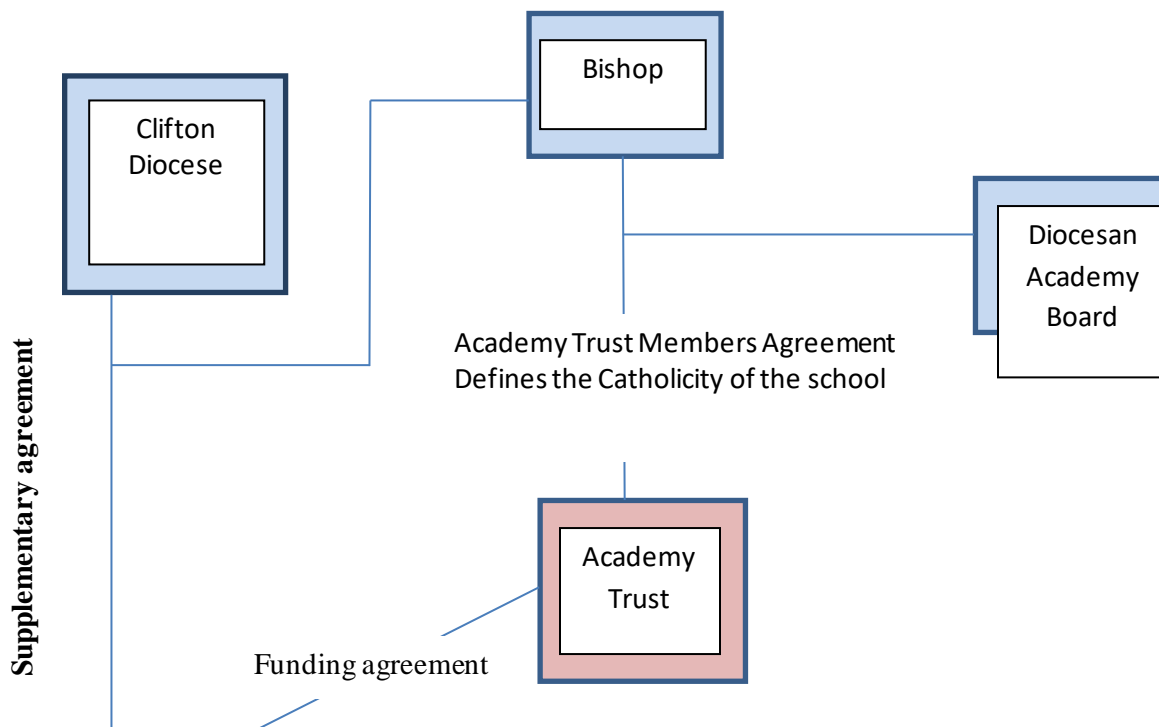 Bishop
Clifton
Diocese
Diocesan
Academy
Board
Academy Trust Members Agreement
Defines the Catholicity of the school
Supplementary agreement
Academy
Trust
Funding agreement